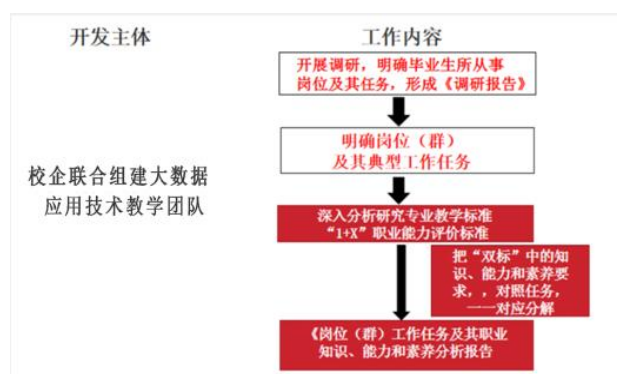 开发主体
工作内容
开展调研，明确毕业生所从事
岗位及其任务，形成《调研报告》
明确岗位（群）
及其典型工作任务
校企联合组建大数据
应用技术教学团队
深入分析研究专业教学标准
“1+X”职业能力评价标准
把“双标”中的知
识、能力和素养要
求，，对照任务，
一一对应分解
《岗位（群）工作任务及其职业
知识、能力和素养分析报告